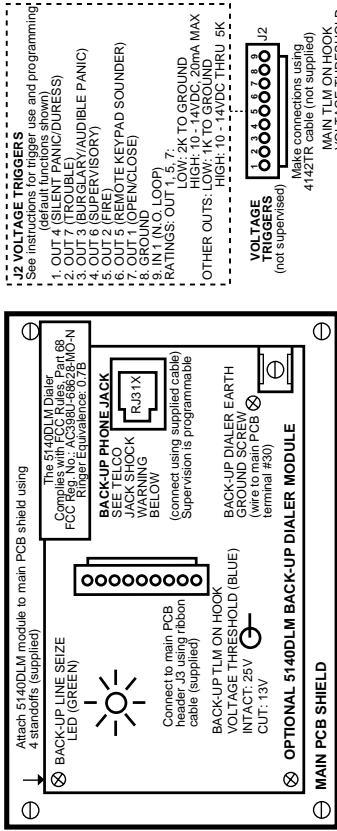 Attach 5140DLM module to main PCB shield using
4 standoffs (supplied)
BACK-UP LINE SEIZE
LED (GREEN)
The 5140DLM Dialer
Complies with FCC Rules, Part 68
FCC Reg. No.: AC398U-68628-MO-N
Ringer Equivalence: 0.7B
BACK-UP PHONE JACK
SEE TELCO
JACK SHOCK
WARNING
BELOW
RJ31X
(connect using supplied cable)
Supervision is programmable
Connect to main PCB
header J3 using ribbon
cable (supplied)
BACK-UP TLM ON HOOK
VOLTAGE THRESHOLD (BLUE)
INTACT: 25V
CUT: 13V
BACK-UP DIALER EARTH
GROUND SCREW
(wire to main PCB
terminal #30)
OPTIONAL 5140DLM BACK-UP DIALER MODULE
MAIN PCB SHIELD
J2 VOLTAGE TRIGGERS
See instructions for trigger use and programming
(default functions shown)
1. OUT 4 (SILENT PANIC/DURESS)
2. OUT 7 (TROUBLE)
3. OUT 3 (BURGLARY/AUDIBLE PANIC)
4. OUT 6 (SUPERVISORY)
5. OUT 2 (FIRE)
6. OUT 5 (REMOTE KEYPAD SOUNDER)
7. OUT 1 (OPEN/CLOSE)
8. GROUND
9. IN 1 (N.O. LOOP)
RATINGS: OUT 1, 5, 7:
LOW: 2K TO GROUND
HIGH: 10 - 14VDC, 20mA MAX
OTHER OUTS: LOW: 1K TO GROUND
HIGH: 10 - 14VDC THRU 5K
VOLTAGE
TRIGGERS
(not supervised)
1 2 3 4 5 6 7 8 9
J2
Make connections using
4142TR cable (not supplied)
MAIN TLM ON HOOK